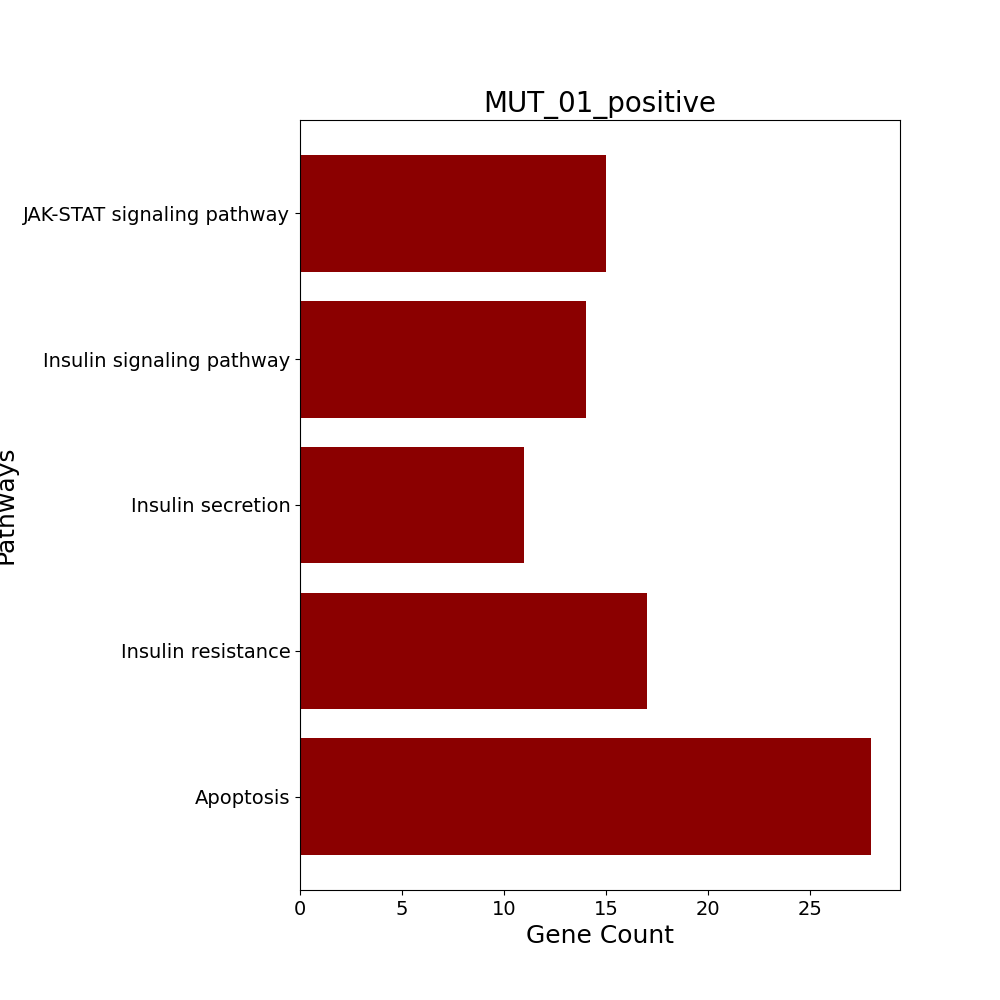 MUT_01_positive
JAK-STAT signaling pathway
Insulin signaling pathway
Insulin secretion
Insulin resistance
Apoptosis
Pathways
0 5 10 15 20 25
Gene Count